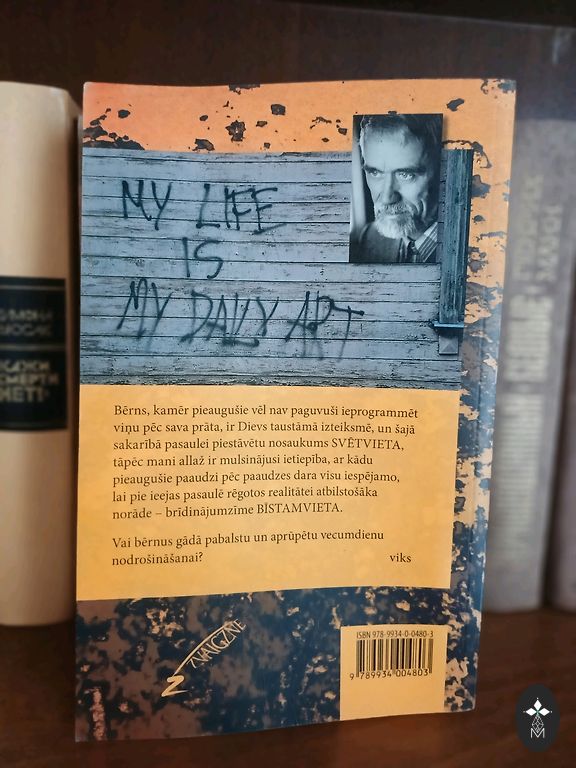 MY LIFE
IS
MY DAILY ART
Bērns, kamēr pieaugušie vēl nav paguvuši ieprogrammēt
viņu pēc sava prāta, ir Dievs taustāmā izteiksmē, un šajā
sakarībā pasaulei piestāvētu nosaukums SVĒTVIETA,
tāpēc mani allaž ir mulsinājusi ietiepība, ar kādu
pieaugušie paaudzi pēc paaudzes dara visu iespējamo,
lai pie ieejas pasaulē rēgotos realitātei atbilstošāka
norāde – brīdinājumzīme BĪSTAMVIETA.
Vai bērnus gādā pabalstu un aprūpētu vecumdienu
nodrošināšanai?
viks
ZVAIGZNE
ISBN 978-9934-0-0480-3
9 789934 004803
M